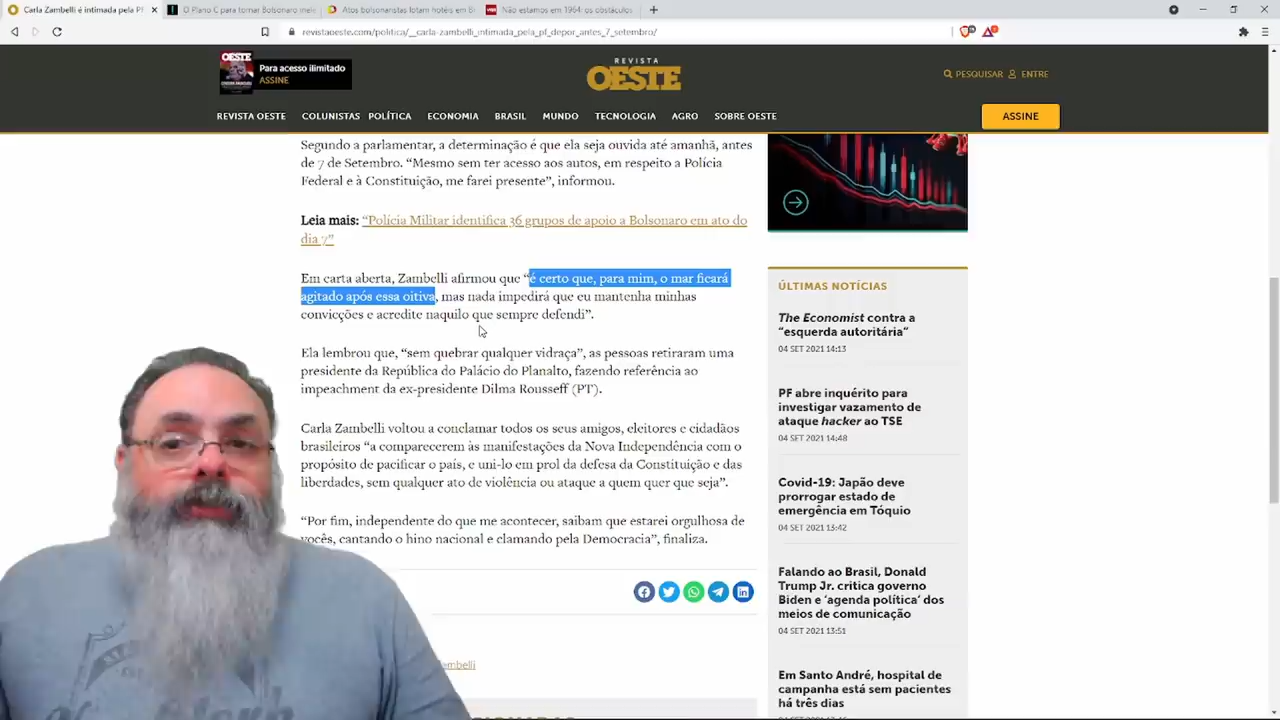 Carla Zambelli é intimada pela PF
O Plano C para tornar Bolsonaro inele
Atos bolsonaristas lotam hotéis em B
Não estamos em 1964: os obstáculos
revistaoeste.com/politica/__carla-zambelli_intimada_pela_pf_depor_antes_7_setembro/
OESTE
Para acesso ilimitado
ASSINE
REVISTA
OESTE
PESQUISAR
ENTRE
REVISTA OESTE
COLUNISTAS
POLÍTICA
ECONOMIA
BRASIL
MUNDO
TECNOLOGIA
AGRO
SOBRE OESTE
ASSINE
Segundo a parlamentar, a determinação é que ela seja ouvida até amanhã, antes
de 7 de Setembro. “Mesmo sem ter acesso aos autos, em respeito a Polícia
Federal e à Constituição, me farei presente”, informou.
Leia mais: “Polícia Militar identifica 36 grupos de apoio a Bolsonaro em ato do
dia 7”
Em carta aberta, Zambelli afirmou que “é certo que, para mim, o mar ficará
agitado após essa oitiva, mas nada impedirá que eu mantenha minhas
convicções e acredite naquilo que sempre defendi”.
Ela lembrou que, “sem quebrar qualquer vidraça”, as pessoas retiraram uma
presidente da República do Palácio do Planalto, fazendo referência ao
impeachment da ex-presidente Dilma Rousseff (PT).
Carla Zambelli voltou a conclamar todos os seus amigos, eleitores e cidadãos
brasileiros “a comparecerem às manifestações da Nova Independência com o
propósito de pacificar o país, e uni-lo em prol da defesa da Constituição e das
liberdades, sem qualquer ato de violência ou ataque a quem quer que seja”.
“Por fim, independente do que me acontecer, saibam que estarei orgulhosa de
vocês, cantando o hino nacional e clamando pela Democracia”, finaliza.
embelli
ÚLTIMAS NOTÍCIAS
The Economist contra a
“esquerda autoritária”
04 SET 2021 14:13
PF abre inquérito para
investigar vazamento de
ataque hacker ao TSE
04 SET 2021 14:48
Covid-19: Japão deve
prorrogar estado de
emergência em Tóquio
04 SET 2021 13:42
Falando ao Brasil, Donald
Trump Jr. critica governo
Biden e ‘agenda política’ dos
meios de comunicação
04 SET 2021 13:51
Em Santo André, hospital de
campanha está sem pacientes
há três dias